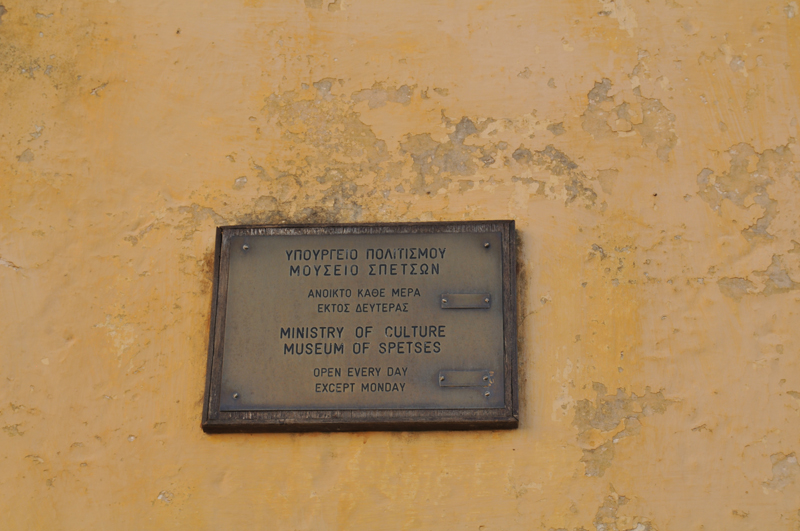 ΥΠΟΥΡΓΕΙΟ ΠΟΛΙΤΙΣΜΟΥ
ΜΟΥΣΕΙΟ ΣΠΕΤΣΩΝ
ΑΝΟΙΚΤΟ ΚΑΘΕ ΜΕΡΑ
ΕΚΤΟΣ ΔΕΥΤΕΡΑΣ
MINISTRY OF CULTURE
MUSEUM OF SPETSES
OPEN EVERY DAY
EXCEPT MONDAY